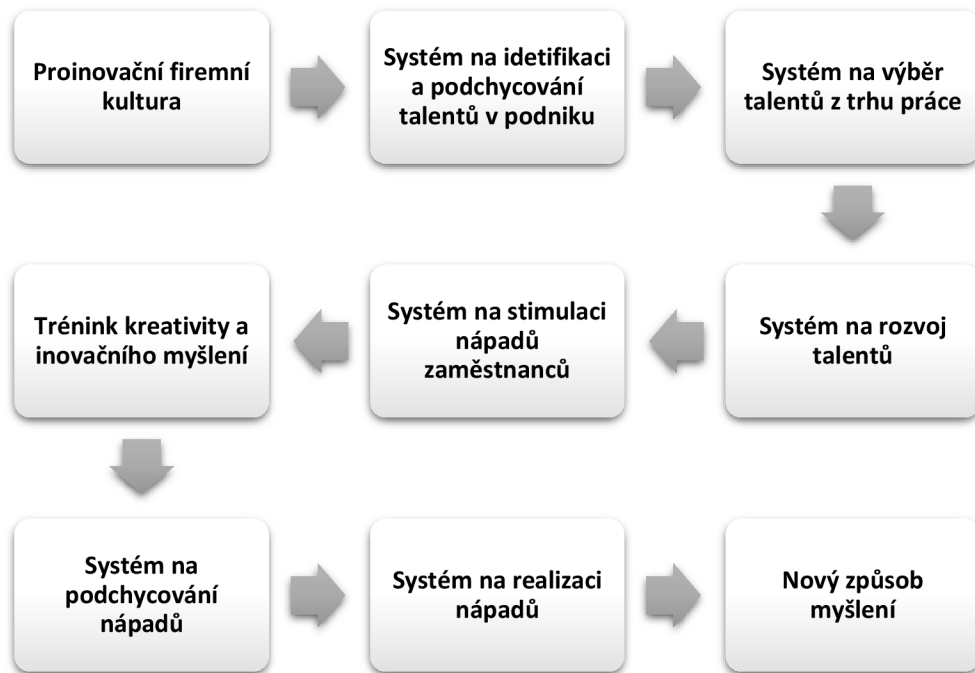 Proinovační firemní
kultura
Systém na idetifikaci
a podchycování
talentů v podniku
Systém na výběr
talentů z trhu práce
Systém na rozvoj
talentů
Systém na stimulaci
nápadů
zaměstnanců
Trénink kreativity a
inovačního myšlení
Systém na
podchycování
nápadů
Systém na realizaci
nápadů
Nový způsob
myšlení